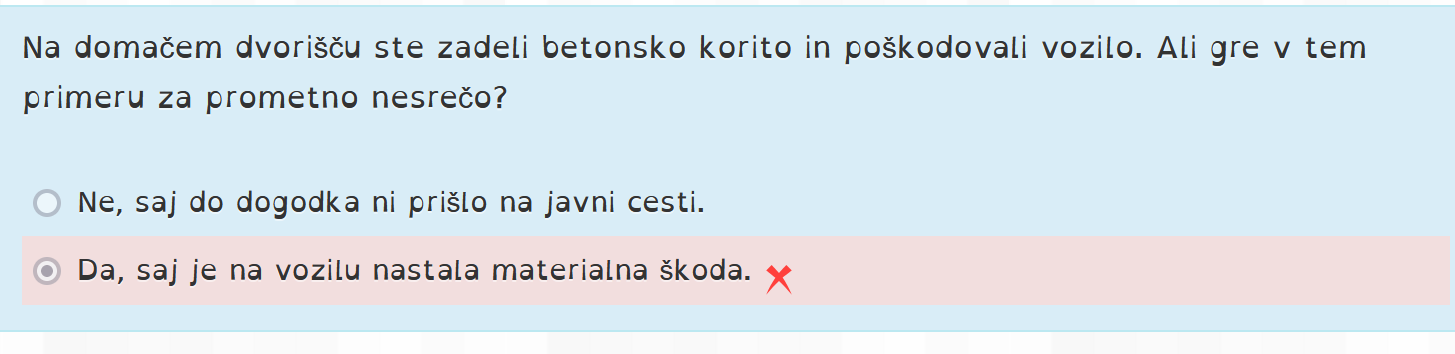 Na domačem dvorišču ste zadeli betonsko korito in poškodovali vozilo. Ali gre v tem
primeru za prometno nesrečo?
Ne, saj do dogodka ni prišlo na javni cesti.
Da, saj je na vozilu nastala materialna škoda.